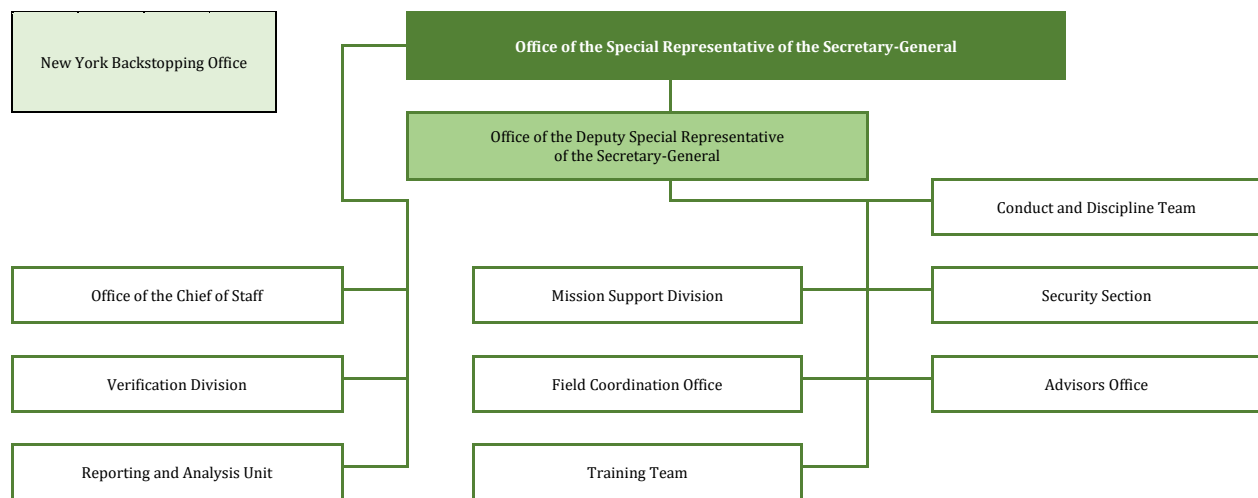 New York Backstopping Office
Office of the Special Representative of the Secretary-General
Office of the Deputy Special Representative
of the Secretary-General
Conduct and Discipline Team
Office of the Chief of Staff
Mission Support Division
Security Section
Verification Division
Field Coordination Office
Advisors Office
Reporting and Analysis Unit
Training Team